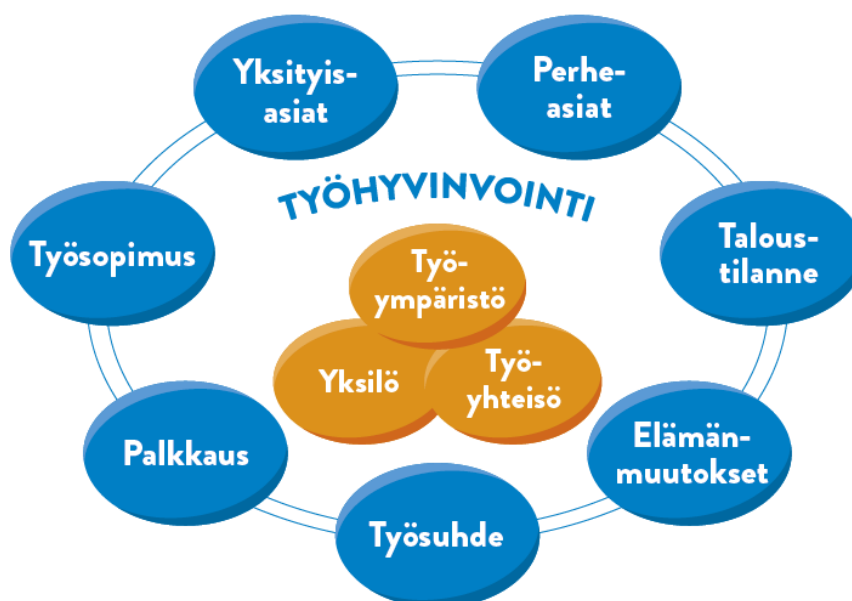 Yksityis-
asiat
Perhe-
asiat
TYÖHYVINVOINTI
Työsopimus
Talous-
tilanne
Työ-
ympäristö
Yksilö
Työ-
yhteisö
Palkkaus
Elämän-
muutokset
Työsuhde